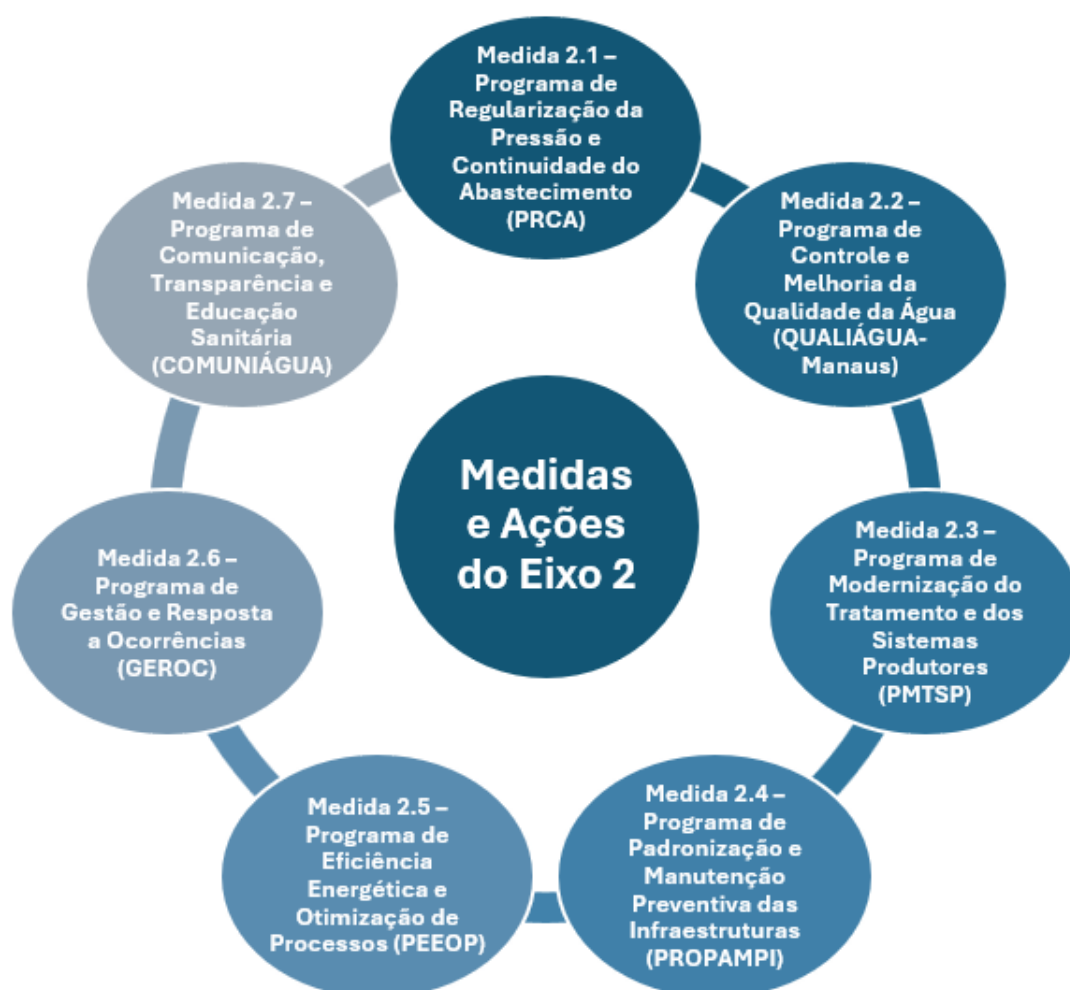 Medida 2.1 –
Programa de
Regularização da
Pressão e
Continuidade do
Abastecimento
(PRCA)
Medida 2.2 –
Programa de
Controle e
Melhoria da
Qualidade da Água
(QUALIÁGUA-
Manaus)
Medida 2.3 –
Programa de
Modernização do
Tratamento e dos
Sistemas
Produtores
(PMTSP)
Medida 2.4 –
Programa de
Padronização e
Manutenção
Preventiva das
Infraestruturas
(PROPAMPI)
Medida 2.5 –
Programa de
Eficiência
Energética e
Otimização de
Processos (PEEOP)
Medida 2.6 –
Programa de
Gestão e Resposta
a Ocorrências
(GEROC)
Medida 2.7 –
Programa de
Comunicação,
Transparência e
Educação
Sanitária
(COMUNIÁGUA)
Medidas
e Ações
do Eixo 2